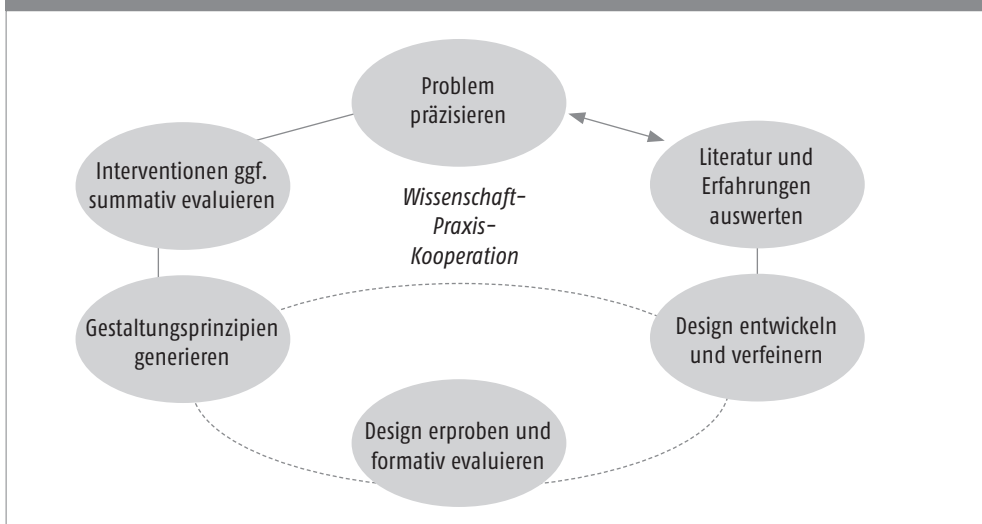 Problem
präzisieren
Literatur und
Erfahrungen
auswerten
Design entwickeln
und verfeinern
Design erproben und
formativ evaluieren
Gestaltungsprinzipien
generieren
Interventionen ggf.
summativ evaluieren
Wissenschaft-
Praxis-
Kooperation